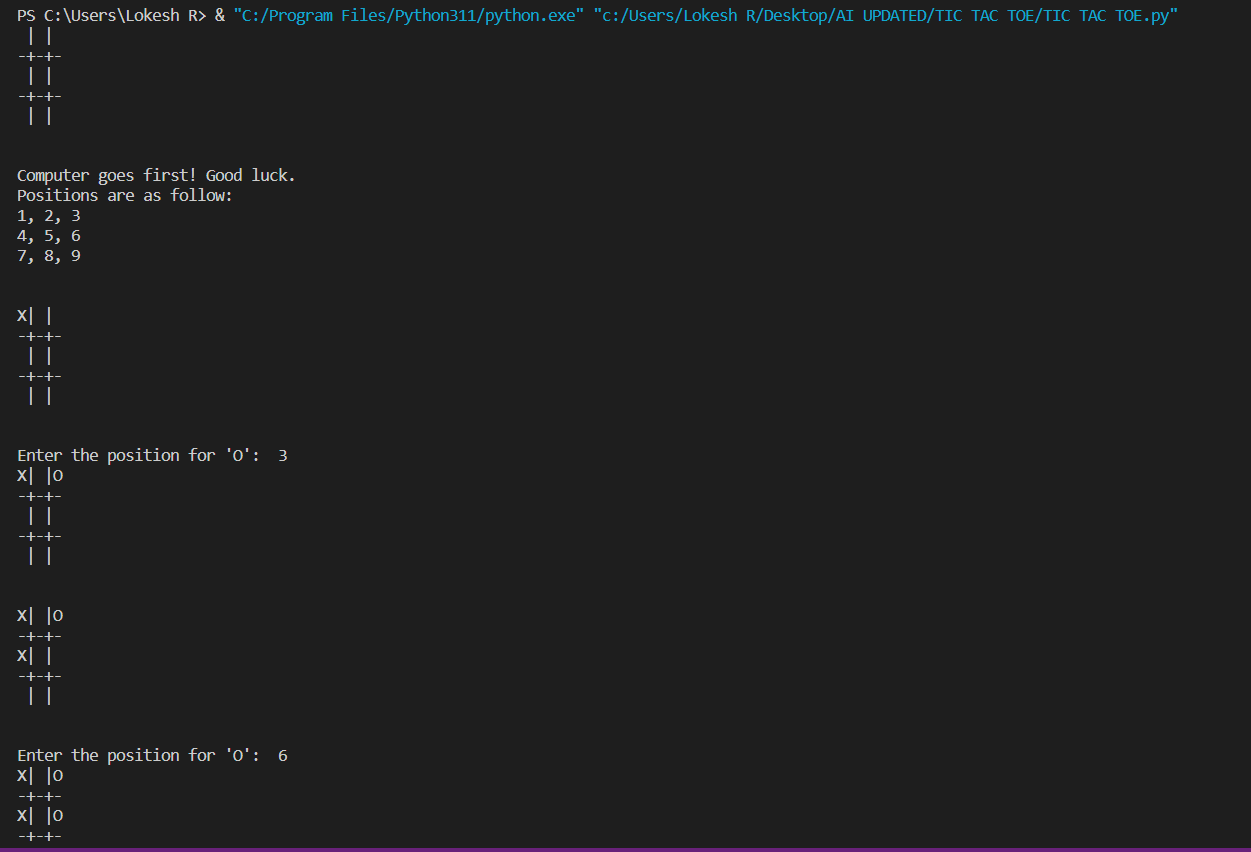 PS C:\Users\Lokesh R> & "C:/Program Files/Python311/python.exe" "c:/Users/Lokesh R/Desktop/AI UPDATED/TIC TAC TOE/TIC TAC TOE.py"
 | |
-+-+-
 | |
-+-+-
 | |
Computer goes first! Good luck.
Positions are as follow:
1, 2, 3
4, 5, 6
7, 8, 9
X| |
-+-+-
 | |
-+-+-
 | |
Enter the position for 'O':  3
X| |O
-+-+-
 | |
-+-+-
 | |
X| |O
-+-+-
X| |
-+-+-
 | |
Enter the position for 'O':  6
X| |O
-+-+-
X| |O
-+-+-